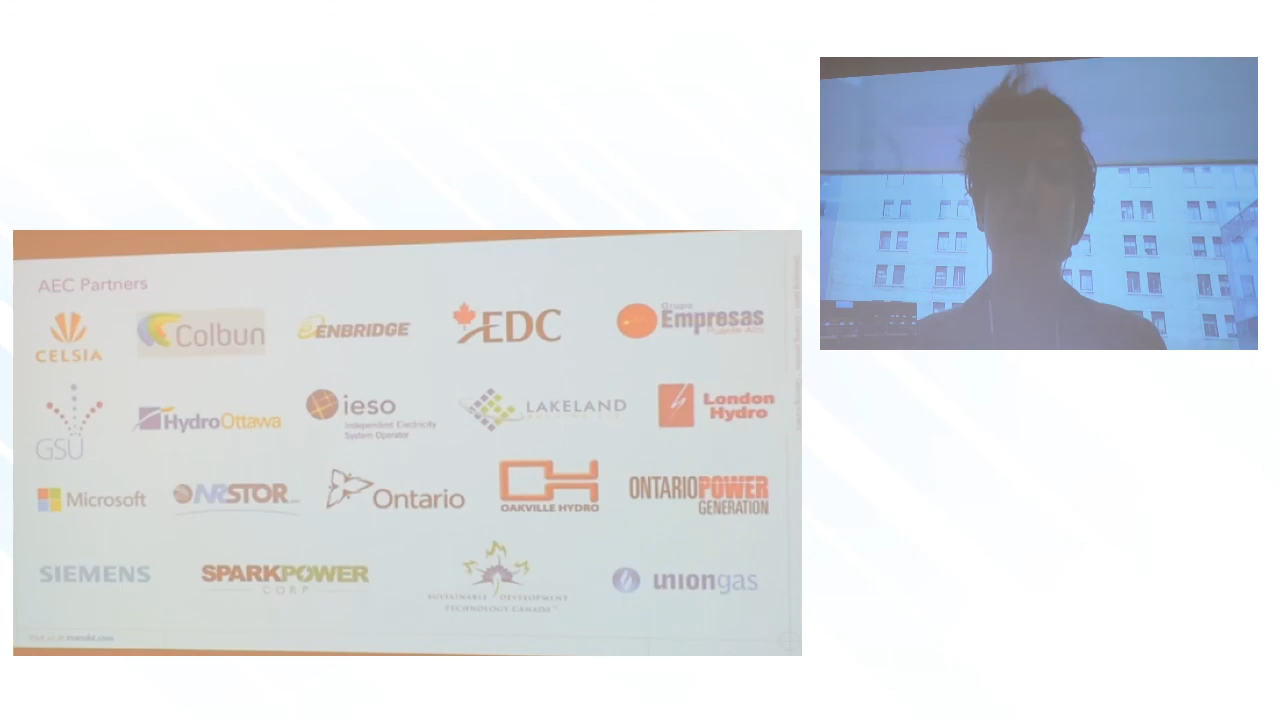 AEC Partners
CELSIA
Colbun
ENBRIDGE
EDC
Grupo
Empresas
GSU
HydroOttawa
ieso
Independent Electricity
System Operator
LAKELAND
London
Hydro
Microsoft
NRSTOR
Ontario
OAKVILLE HYDRO
ONTARIOPOWER
GENERATION
SIEMENS
SPARKPOWER
CORP
SUSTAINABLE DEVELOPMENT
TECHNOLOGY CANADA
uniongas